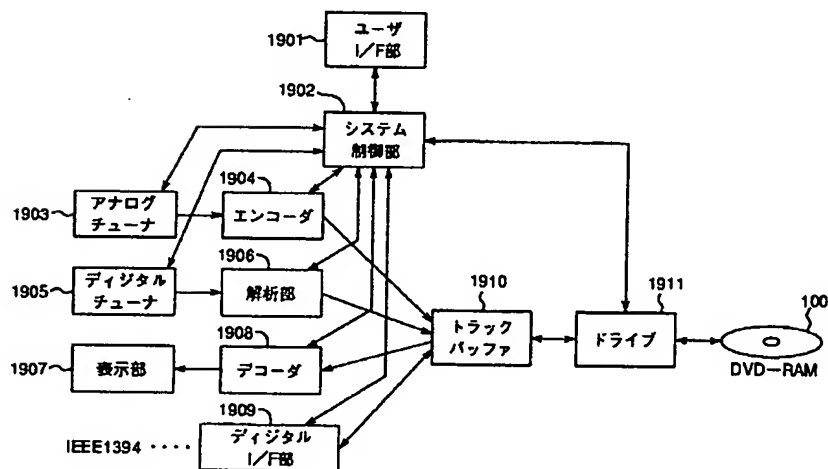 1901
ユーザ
I/F部
1902
システム
制御部
1903
アナログ
チューナ
1904
エンコーダ
1905
ディジタル
チューナ
1906
解析部
1907
表示部
1908
デコーダ
1909
ディジタル
I/F部
IEEE1394 ････
1910
トラック
バッファ
1911
ドライブ
100
DVD-RAM